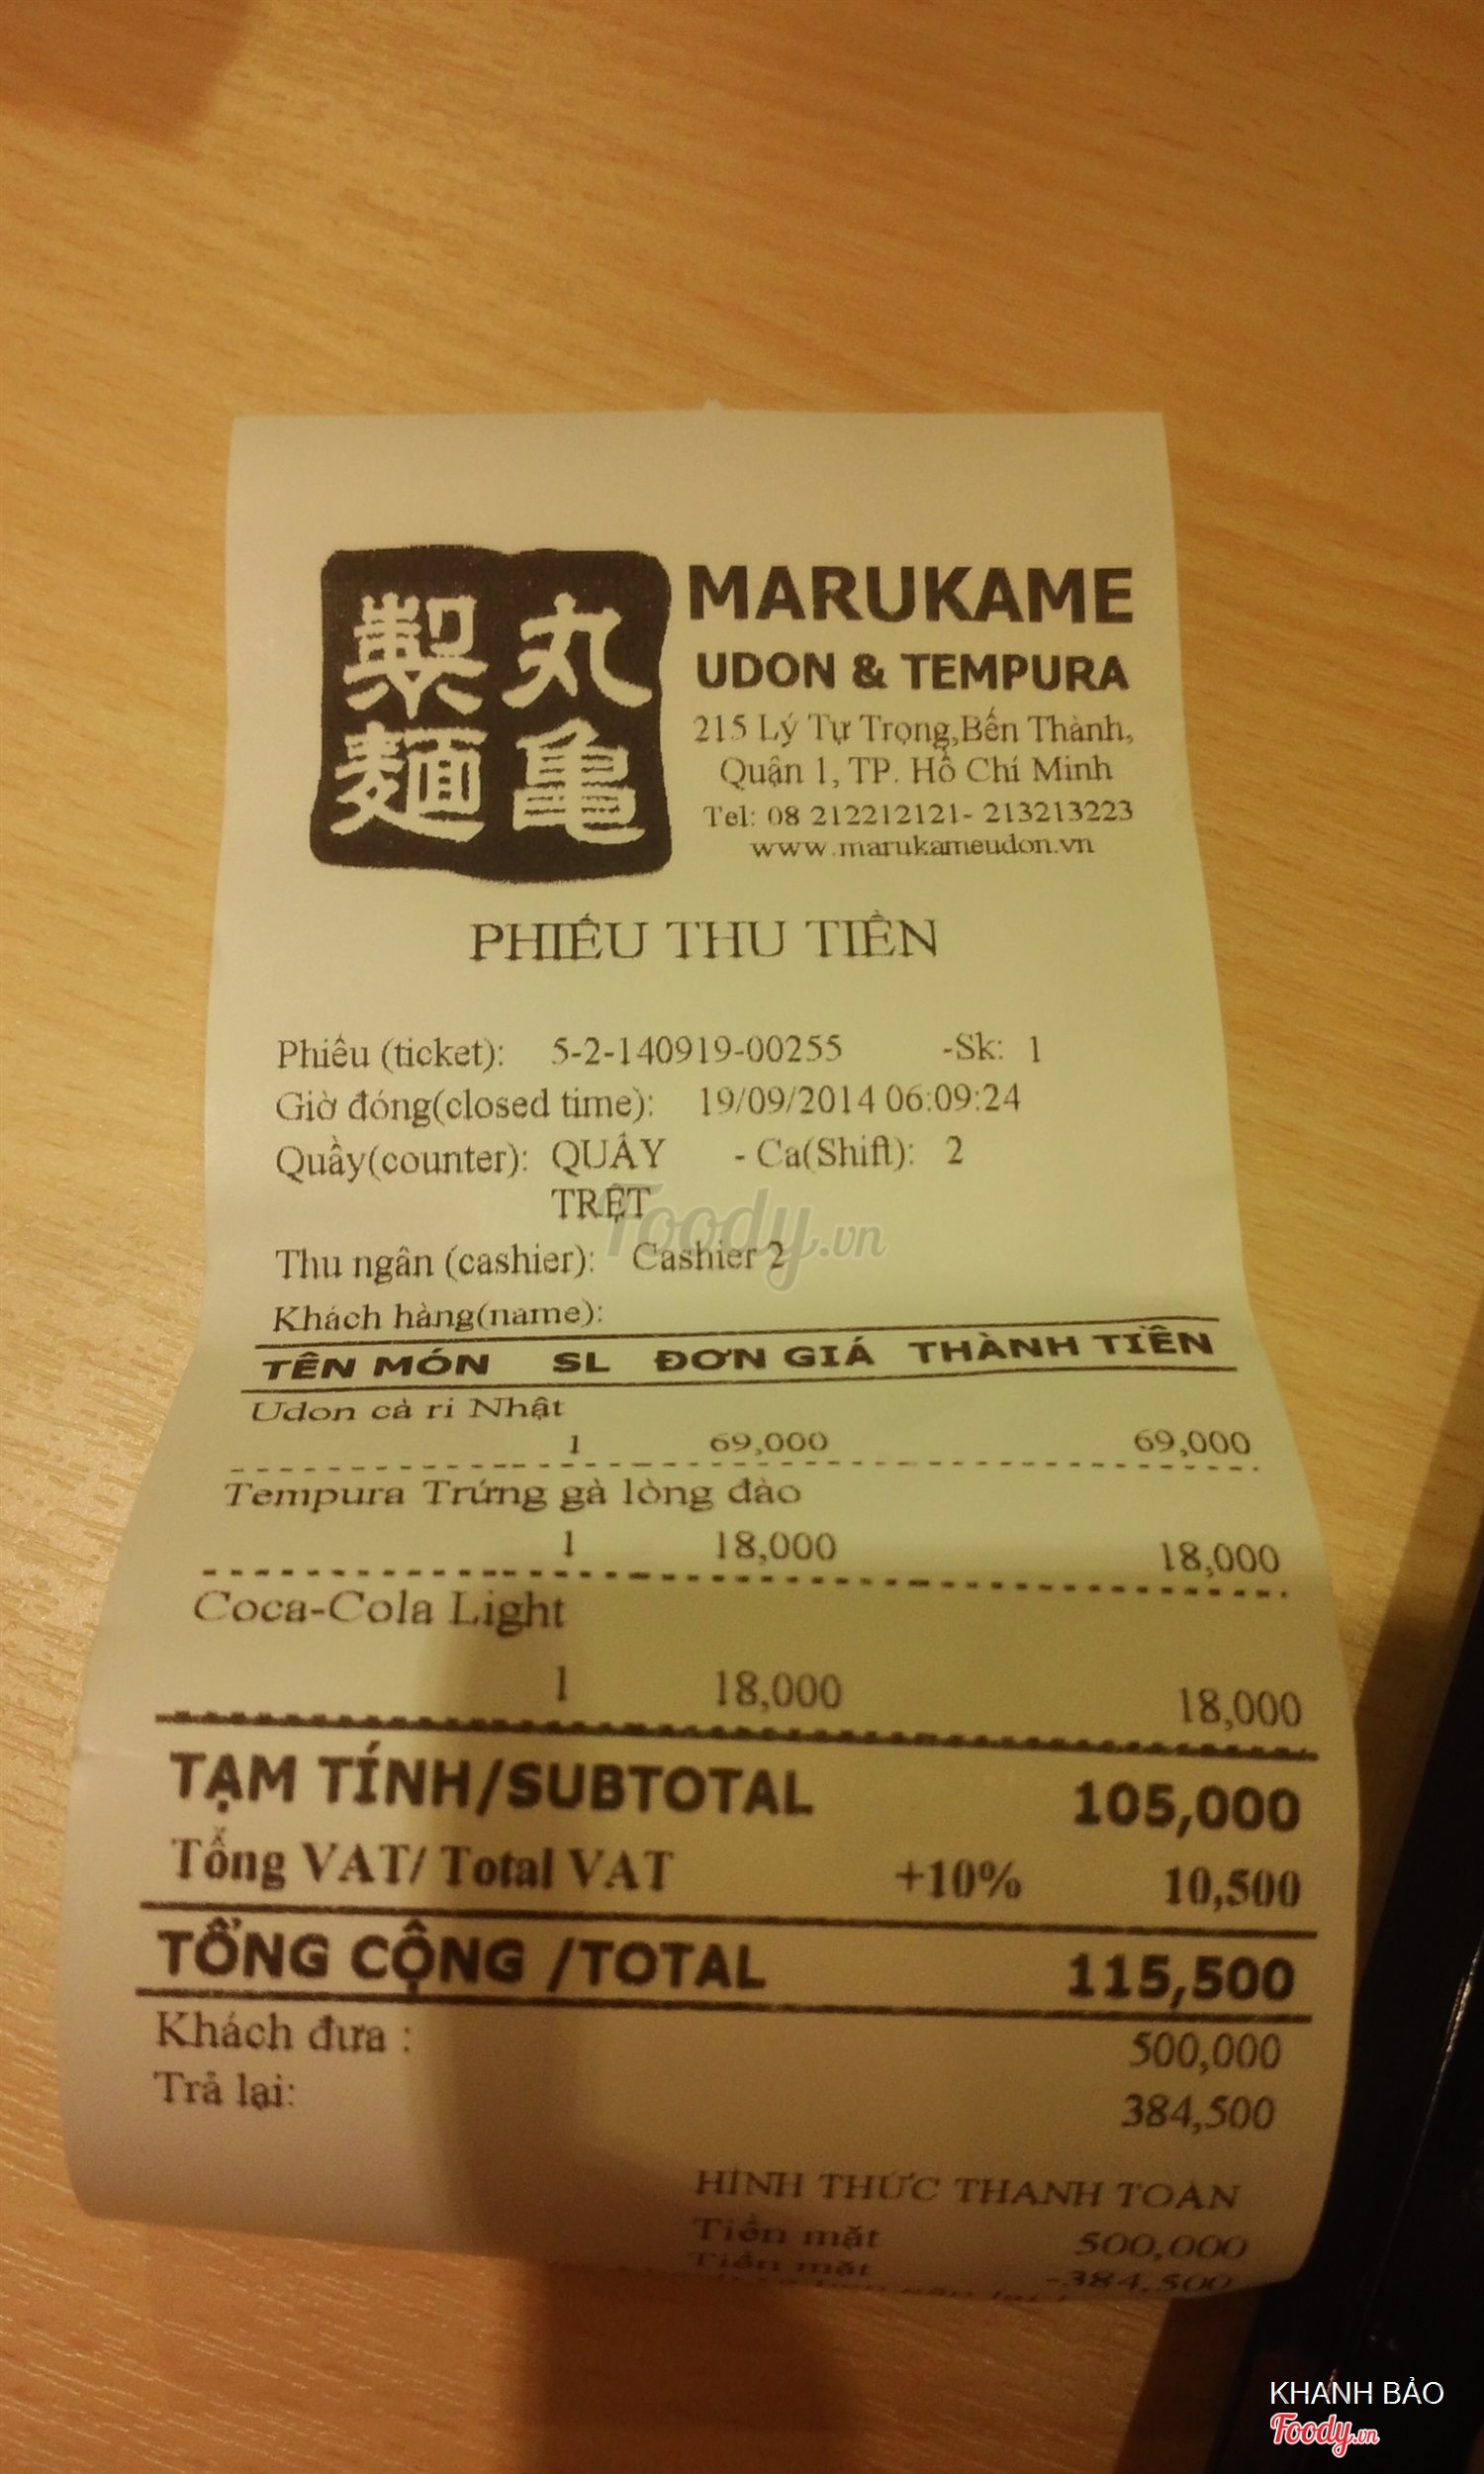 丸亀
製麺
MARUKAME
UDON & TEMPURA
215 Lý Tự Trọng,Bến Thành,
Quận 1, TP. Hồ Chí Minh
Tel: 08 212212121- 213213223
www.marukameudon.vn
PHIẾU THU TIỀN
Phiếu (ticket): 5-2-140919-00255 -Sk: 1
Giờ đóng(closed time): 19/09/2014 06:09:24
Quầy(counter): QUẦY - Ca(Shift): 2
TRỆT
Foody.vn
Thu ngân (cashier): Cashier 2
Khách hàng(name):
TÊN MÓN SL ĐƠN GIÁ THÀNH TIỀN
Udon cà ri Nhật
1 69,000 69,000
Tempura Trứng gà lòng đào
1 18,000 18,000
Coca-Cola Light
1 18,000 18,000
TẠM TÍNH/SUBTOTAL 105,000
Tổng VAT/ Total VAT +10% 10,500
TỔNG CỘNG /TOTAL 115,500
Khách đưa : 500,000
Trả lại: 384,500
HÌNH THỨC THANH TOÁN
Tiền mặt 500,000
Tiền mặt -384,500
KHANH BẢO
Foody.vn